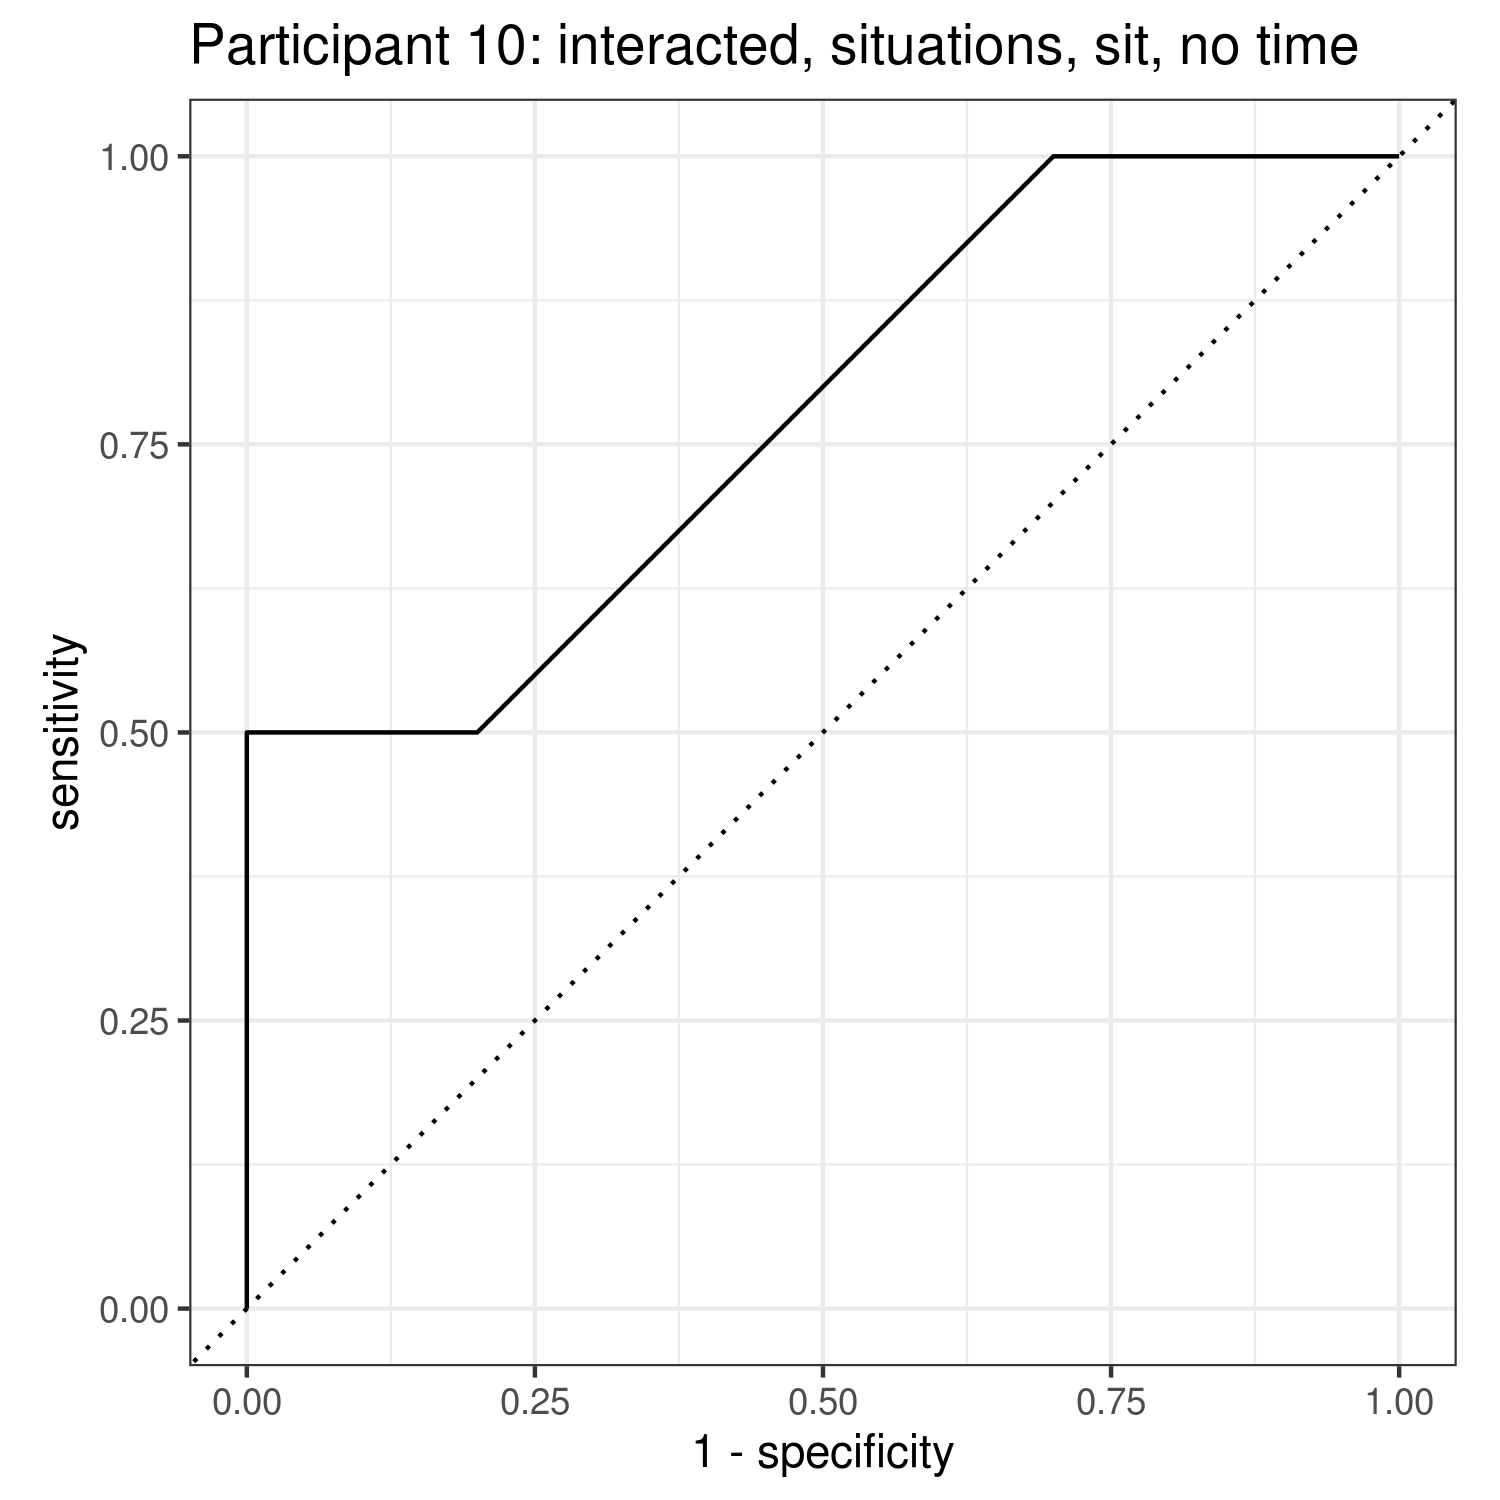 Participant 10: interacted, situations, sit, no time
1.00
0.75
0.50
0.25
0.00
sensitivity
0.00 0.25 0.50 0.75 1.00
1 - specificity